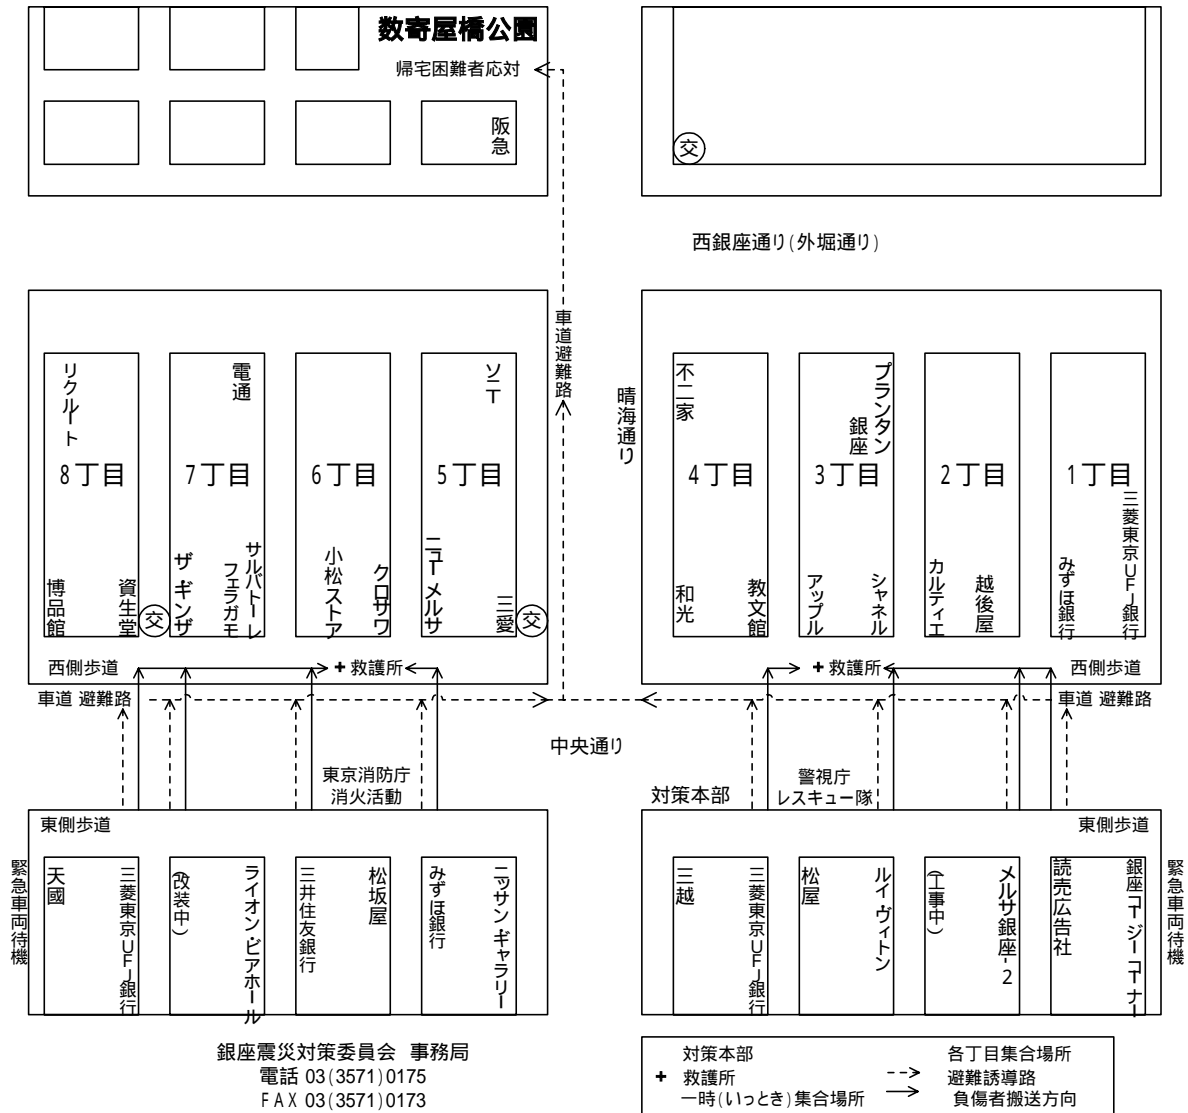 数寄屋橋公園
帰宅困難者応対
阪急
交
西銀座通り(外堀通り)
車道避難路
晴海通り
リクルート
電通
ソニー
不二家
プランタン
銀座
8丁目
7丁目
6丁目
5丁目
4丁目
3丁目
2丁目
1丁目
博品館
資生堂
交
ザ・ギンザ
サルバトーレ
フェラガモ
小松ストア
クロサワ
ニューメルサ
三愛
交
和光
教文館
アップル
シャネル
カルティエ
越後屋
みずほ銀行
三菱東京UFJ銀行
西側歩道
+ 救護所
+ 救護所
西側歩道
車道 避難路
車道 避難路
中央通り
東京消防庁
消火活動
対策本部
警視庁
レスキュー隊
東側歩道
東側歩道
緊急車両待機
天國
三菱東京UFJ銀行
(改装中)
ライオン・ビアホール
三井住友銀行
松坂屋
みずほ銀行
ニッサン・ギャラリー
三越
三菱東京UFJ銀行
松屋
ルイ・ヴィトン
(工事中)
メルサ銀座-2
読売広告社
銀座コージーコーナー
緊急車両待機
銀座震災対策委員会 事務局
電話 03(3571)0175
FAX 03(3571)0173
対策本部
+ 救護所
一時(いっとき)集合場所
各丁目集合場所
避難誘導路
負傷者搬送方向